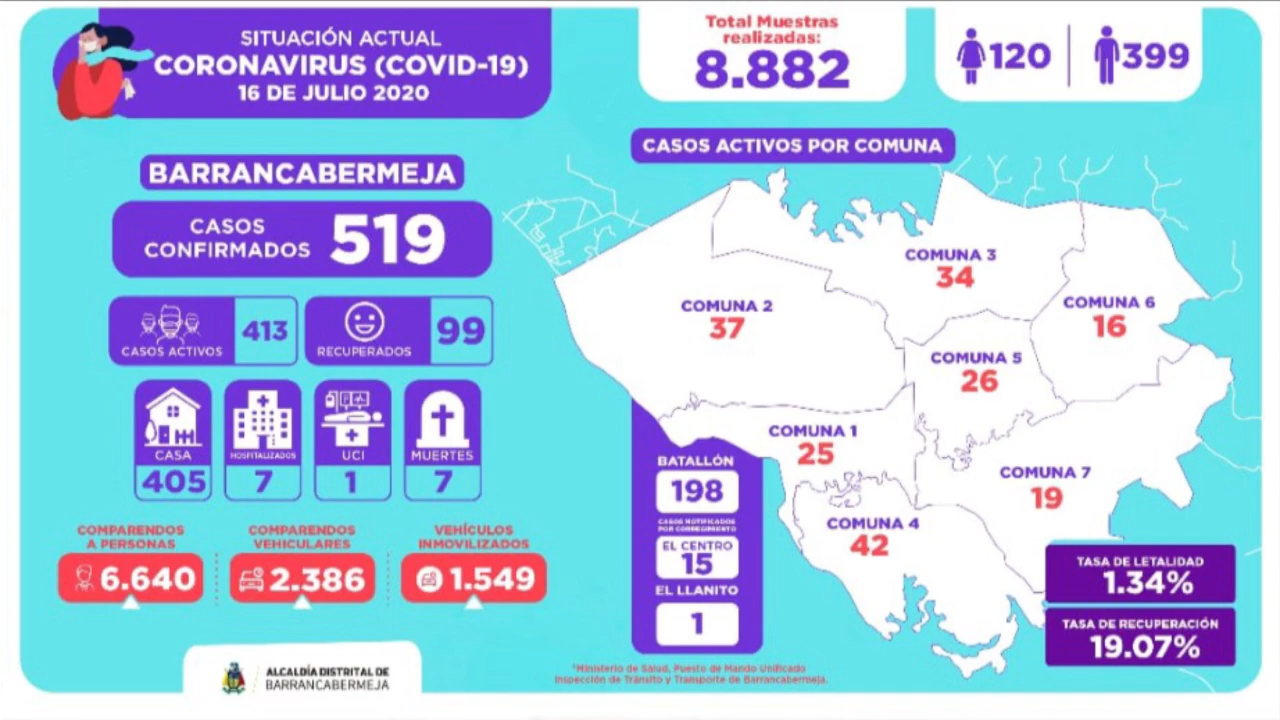 SITUACIÓN ACTUAL
CORONAVIRUS (COVID-19)
16 DE JULIO 2020
Total Muestras
realizadas:
8.882
120
399
BARRANCABERMEJA
CASOS
CONFIRMADOS
519
CASOS ACTIVOS
413
RECUPERADOS
99
CASA
405
HOSPITALIZADOS
7
UCI
1
MUERTES
7
COMPARENDOS
A PERSONAS
6.640
COMPARENDOS
VEHICULARES
2.386
VEHÍCULOS
INMOVILIZADOS
1.549
ALCALDÍA DISTRITAL DE
BARRANCABERMEJA
CASOS ACTIVOS POR COMUNA
COMUNA 3
34
COMUNA 2
37
COMUNA 6
16
COMUNA 5
26
COMUNA 1
25
COMUNA 7
19
COMUNA 4
42
BATALLÓN
198
CASOS NOTIFICADOS
POR CORREGIMIENTO
EL CENTRO
15
EL LLANITO
1
TASA DE LETALIDAD
1.34%
TASA DE RECUPERACIÓN
19.07%
*Ministerio de Salud, Puesto de Mando Unificado
Inspección de Tránsito y Transporte de Barrancabermeja.